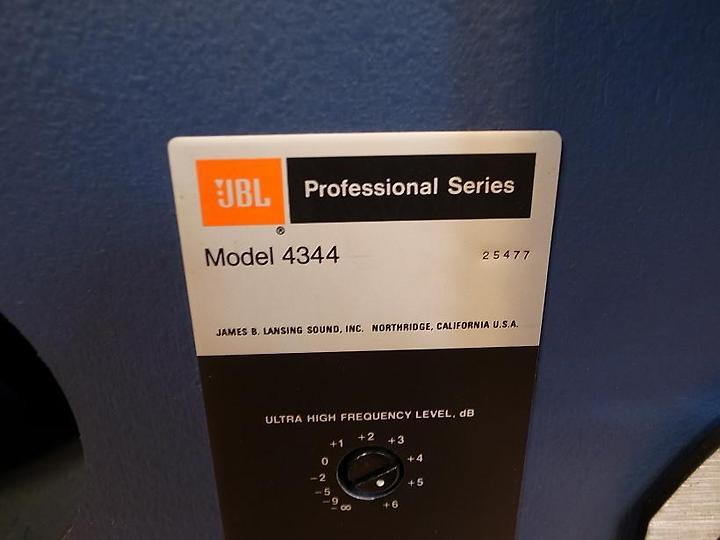 JBL Professional Series
®
Model 4344 25477
JAMES B. LANSING SOUND, INC. NORTHRIDGE, CALIFORNIA U.S.A.
ULTRA HIGH FREQUENCY LEVEL, dB
+1 +2 +3
0 +4
-2 +5
-5
-9
-∞ +6